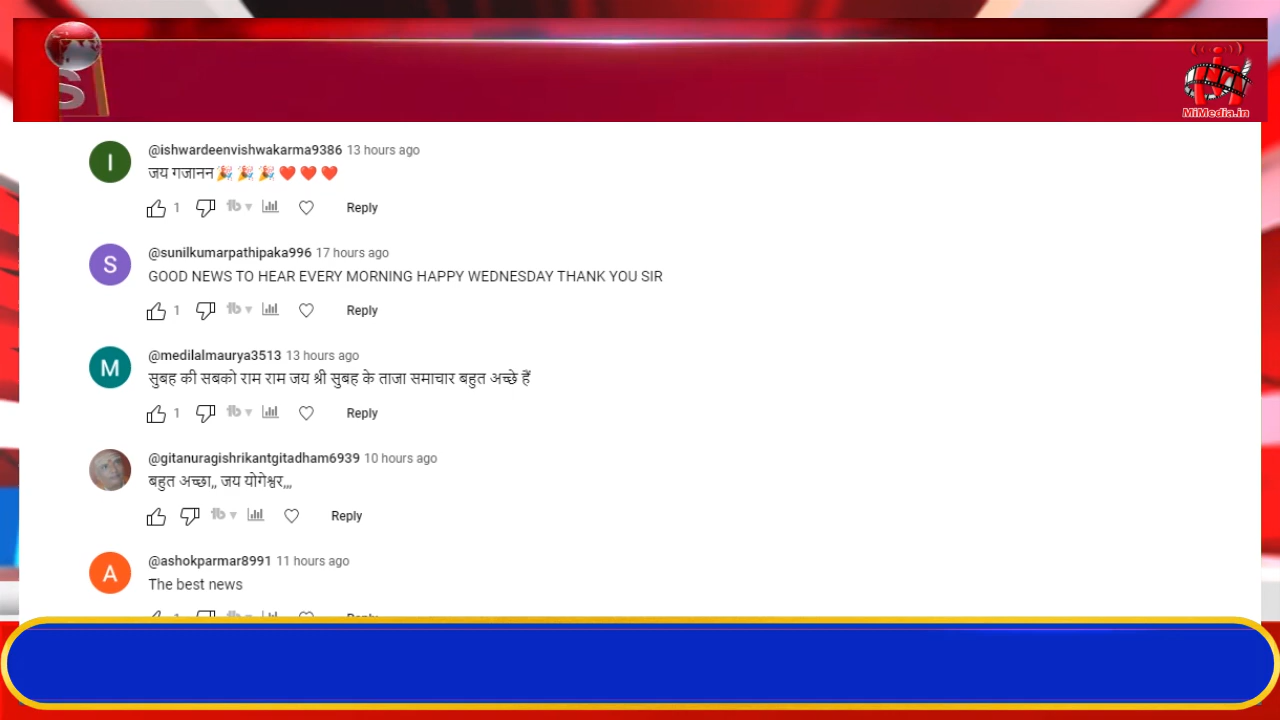 S
MiMedia.in
I
@ishwardeenvishwakarma9386 13 hours ago
जय गजानन🎉🎉🎉❤️❤️❤️
1 Reply
S
@sunilkumarpathipaka996 17 hours ago
GOOD NEWS TO HEAR EVERY MORNING HAPPY WEDNESDAY THANK YOU SIR
1 Reply
M
@medilalmaurya3513 13 hours ago
सुबह की सबको राम राम जय श्री सुबह के ताजा समाचार बहुत अच्छे हैं
1 Reply
@gitanuragishrikantgitadham6939 10 hours ago
बहुत अच्छा,, जय योगेश्वर,,,
Reply
A
@ashokparmar8991 11 hours ago
The best news